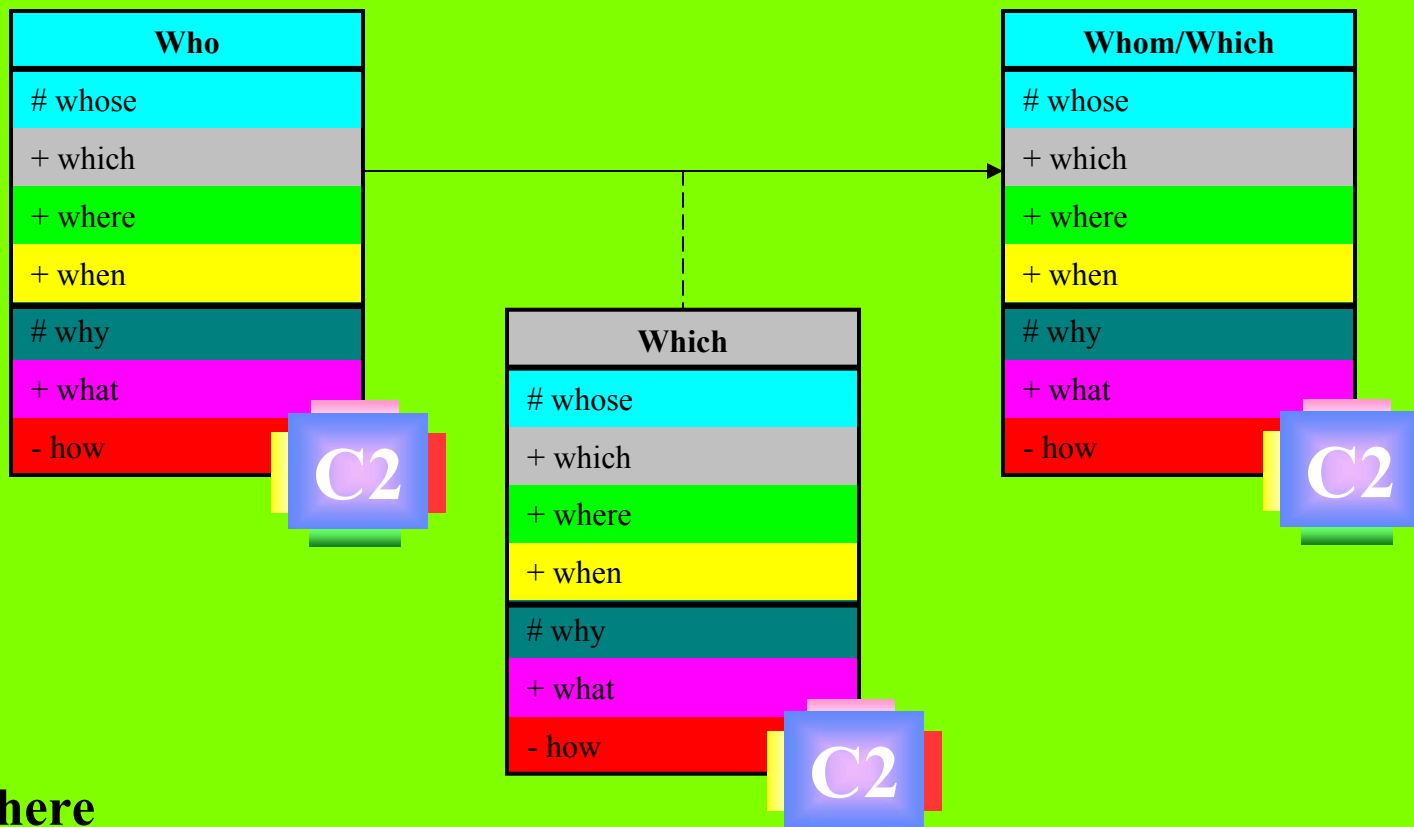 Who
# whose
+ which
+ where
+ when
# why
+ what
- how
C2
Whom/Which
# whose
+ which
+ where
+ when
# why
+ what
- how
C2
Which
# whose
+ which
+ where
+ when
# why
+ what
- how
C2
here